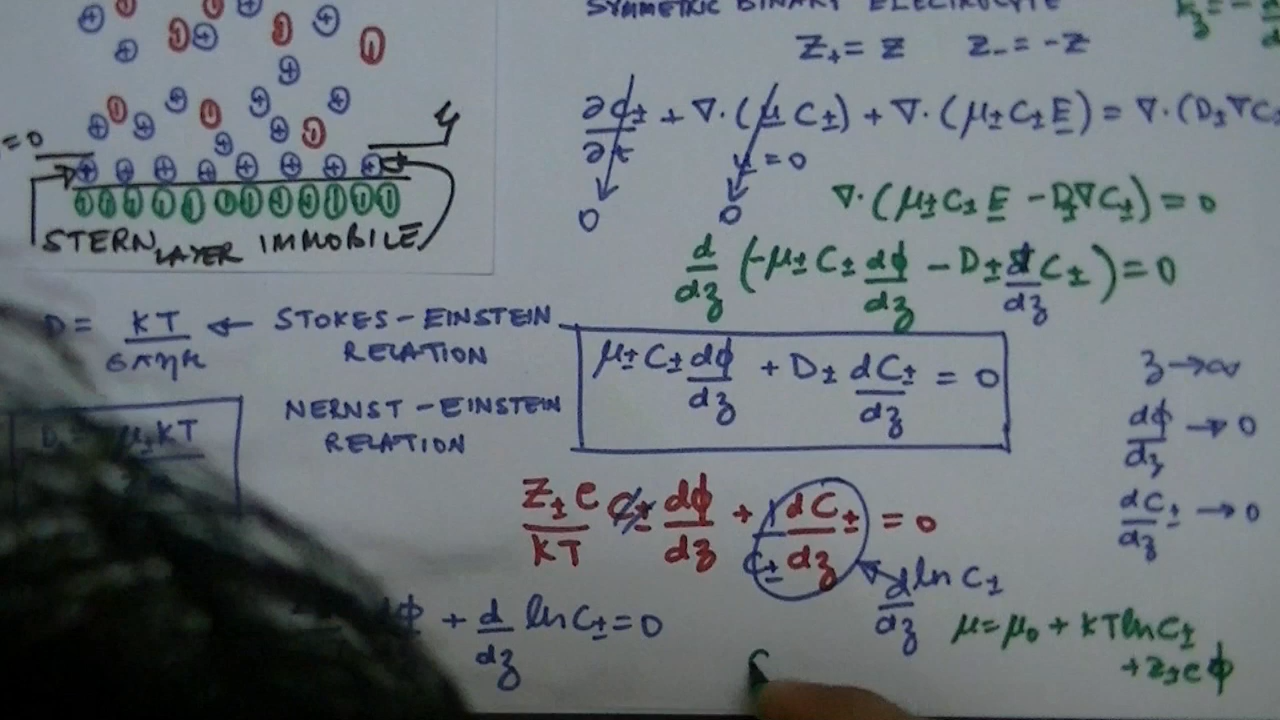 SYMMETRIC BINARY ELECTROLYTE
Z₊ = Z Z₋ = -Z
∂C±/∂t + ∇·(u C±) + ∇·(μ± C± E) = ∇·(D± ∇C±
0 u = 0 0
∇·(μ± C± E - D± ∇C±) = 0
d/dz (-μ± C± dϕ/dz - D± d/dz C±) = 0
= 0
STERN LAYER IMMOBILE
D = KT/6πηr ← STOKES-EINSTEIN RELATION
NERNST-EINSTEIN RELATION
μ± C± dϕ/dz + D± dC±/dz = 0
z → ∞
dϕ/dz → 0
dC±/dz → 0
Z± e/KT C± dϕ/dz + 1/C± dC±/dz = 0
d/dz ln C±
dϕ + d/dz ln C± = 0
μ = μ₀ + KT ln C±
+ Z± e ϕ